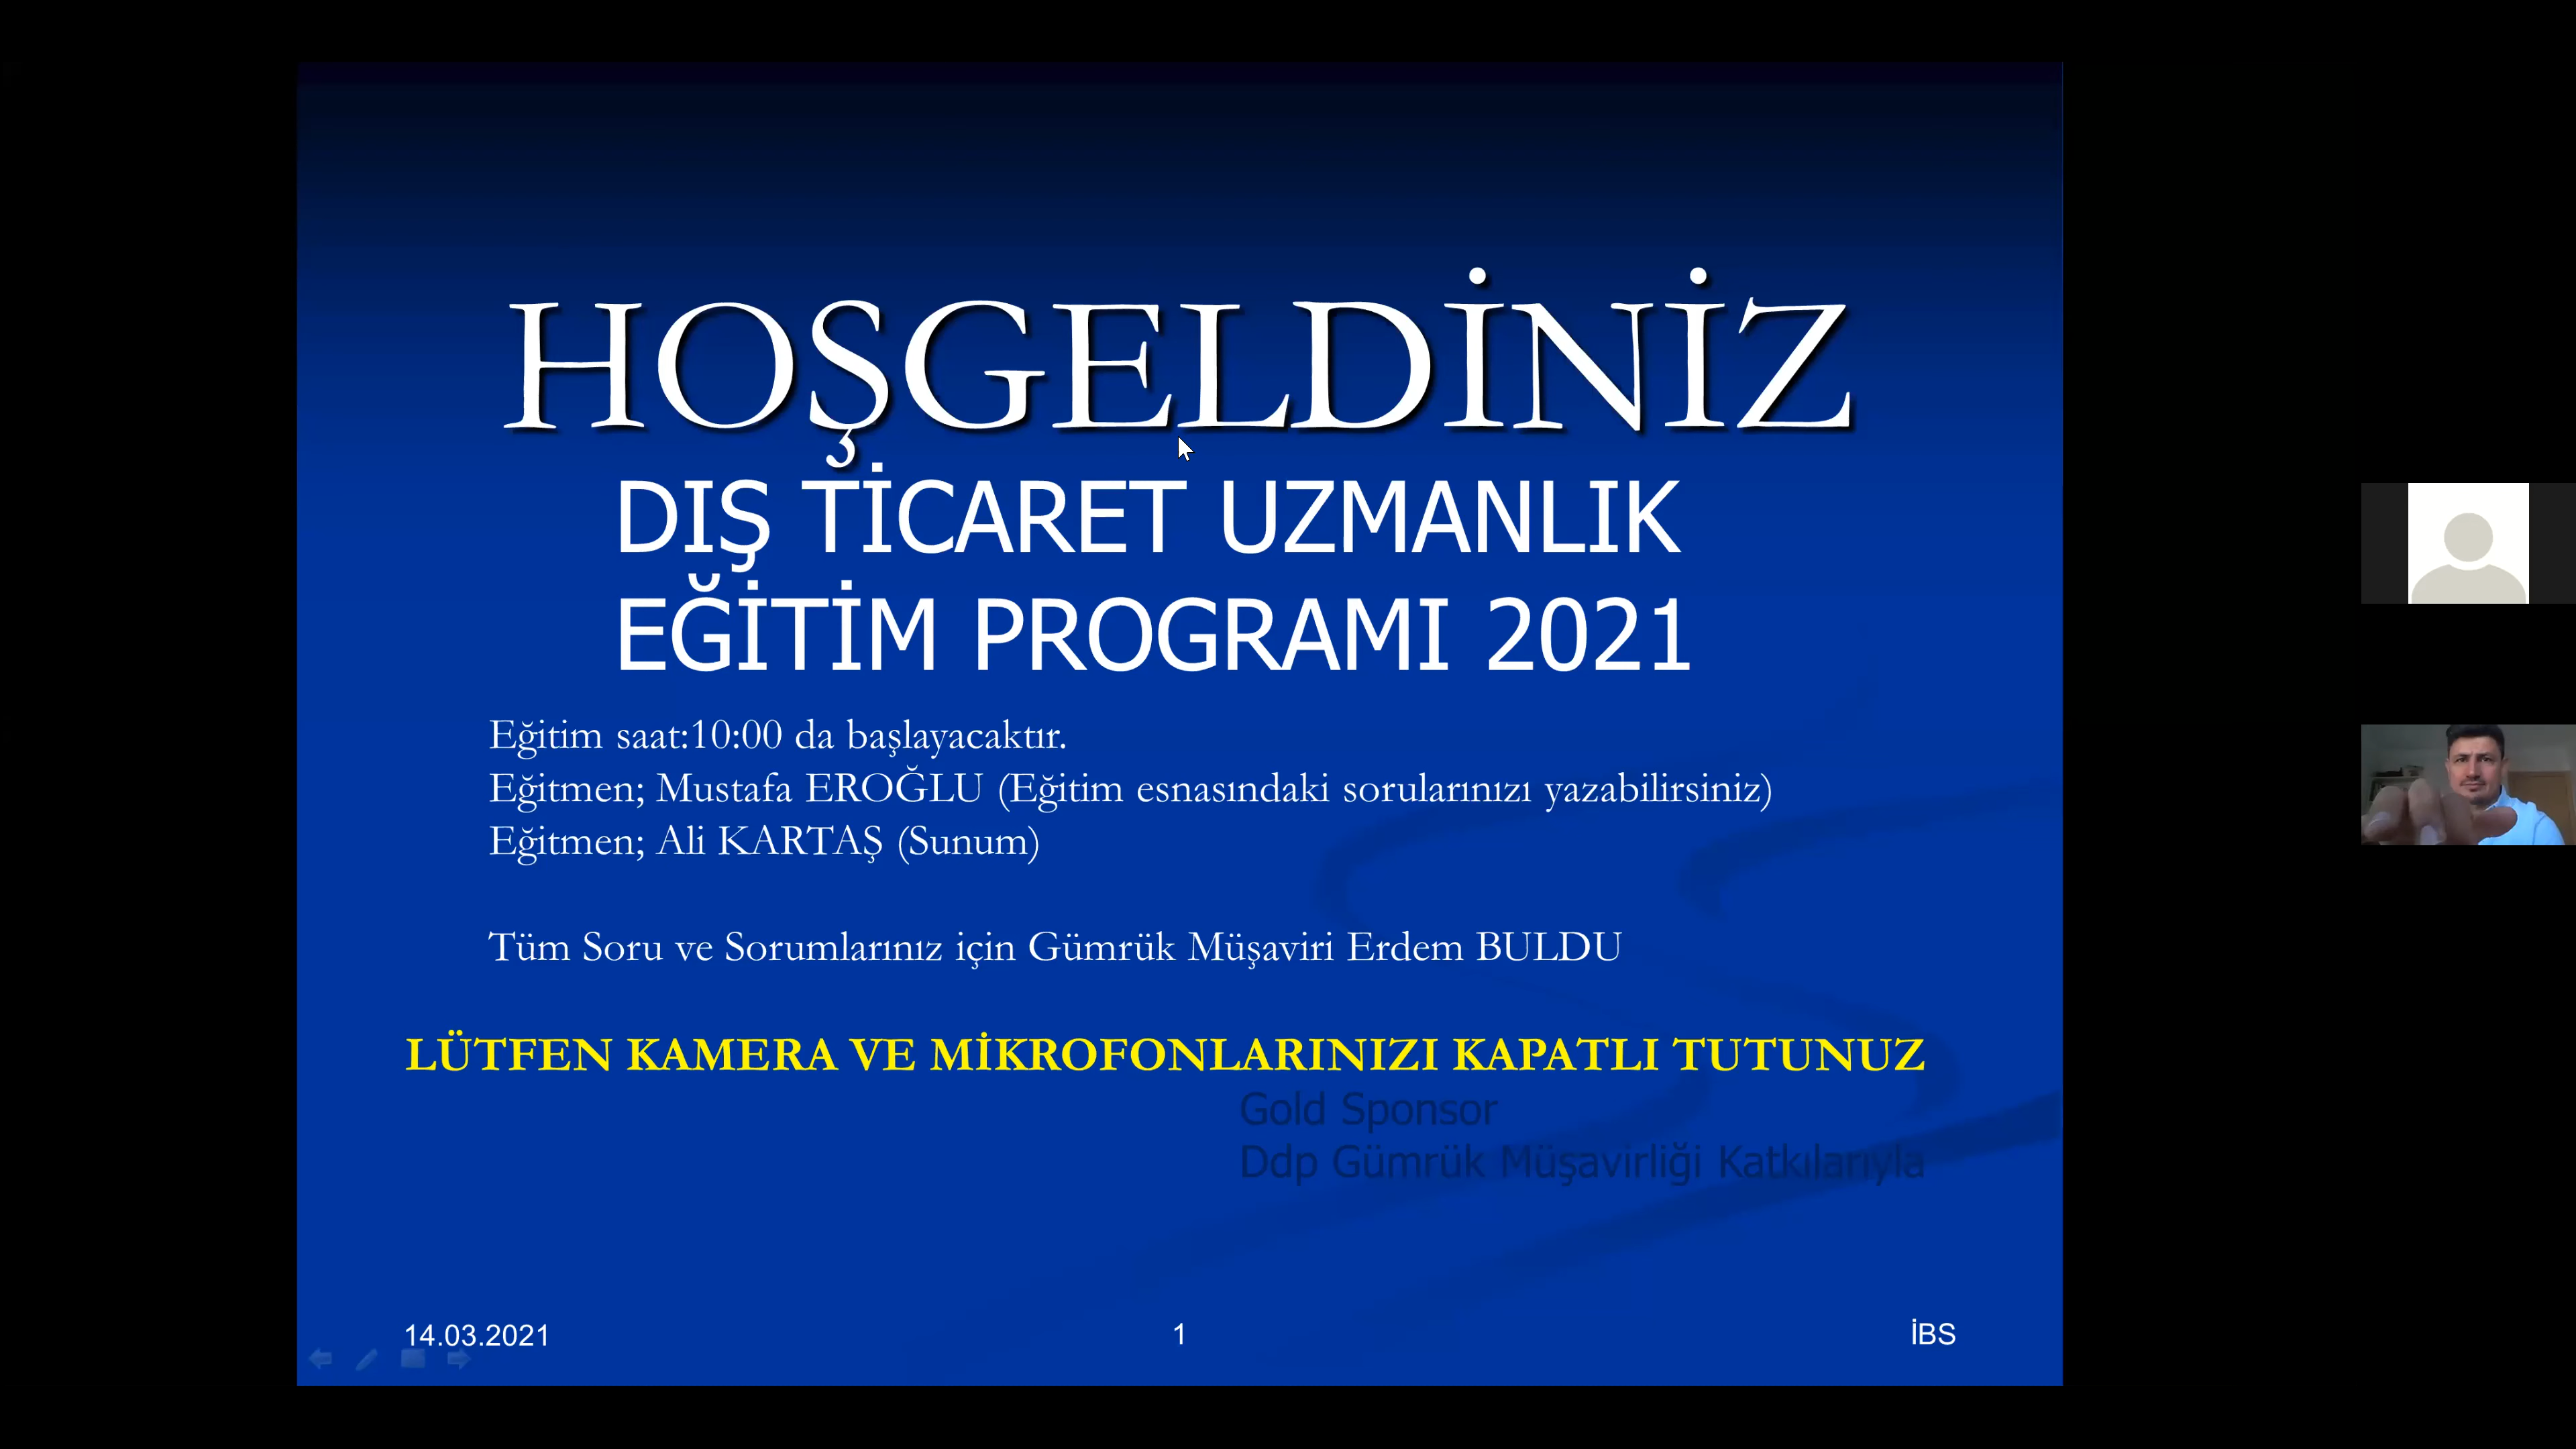 HOŞGELDİNİZ
DIŞ TİCARET UZMANLIK
EĞİTİM PROGRAMI 2021
Eğitim saat:10:00 da başlayacaktır.
Eğitmen; Mustafa EROĞLU (Eğitim esnasındaki sorularınızı yazabilirsiniz)
Eğitmen; Ali KARTAŞ (Sunum)
Tüm Soru ve Sorumlarınız için Gümrük Müşaviri Erdem BULDU
LÜTFEN KAMERA VE MİKROFONLARINIZI KAPATLI TUTUNUZ
Gold Sponsor
Ddp Gümrük Müşavirliği Katkılarıyla
14.03.2021
1
İBS